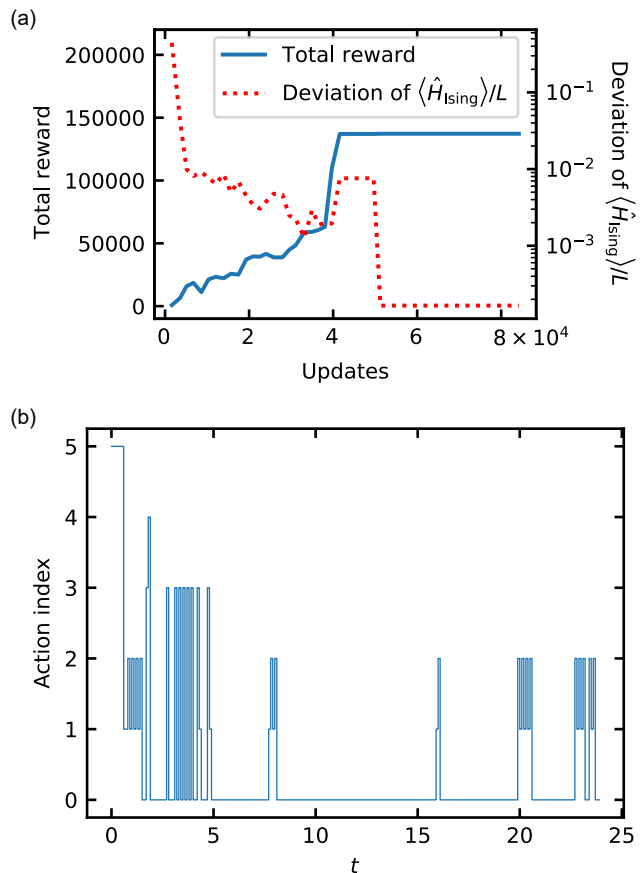 (a)
Total reward
Deviation of ⟨Ĥ_Ising⟩/L
200000
150000
100000
50000
0
Total reward
10⁻¹
10⁻²
10⁻³
Deviation of ⟨Ĥ_Ising⟩/L
0
2
4
6
8 × 10⁴
Updates
(b)
5
4
3
2
1
0
Action index
0
5
10
15
20
25
t